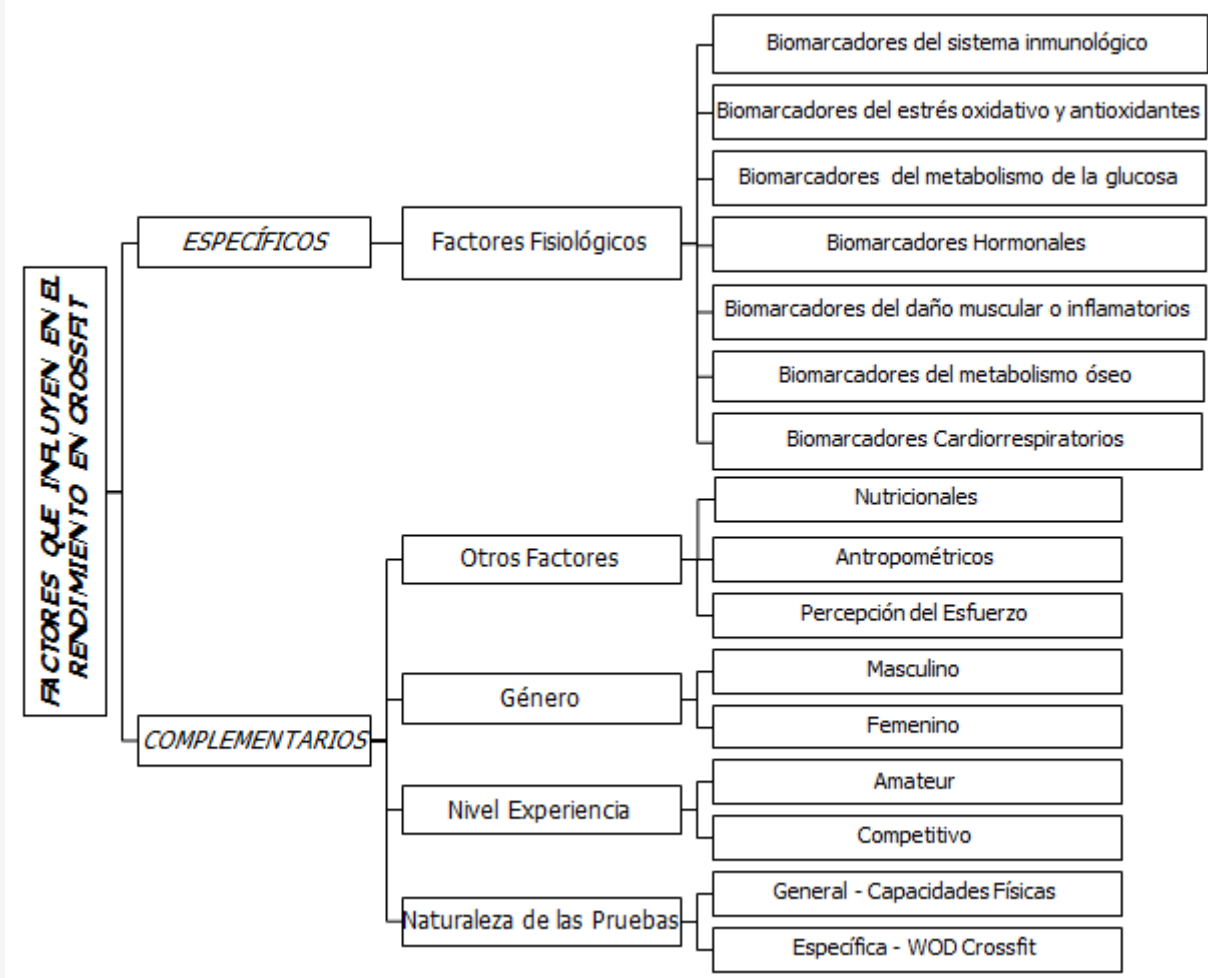 FACTORES QUE INFLUYEN EN EL
RENDIMIENTO EN CROSSFIT
ESPECÍFICOS
Factores Fisiológicos
Biomarcadores del sistema inmunológico
Biomarcadores del estrés oxidativo y antioxidantes
Biomarcadores del metabolismo de la glucosa
Biomarcadores Hormonales
Biomarcadores del daño muscular o inflamatorios
Biomarcadores del metabolismo óseo
Biomarcadores Cardiorrespiratorios
COMPLEMENTARIOS
Otros Factores
Nutricionales
Antropométricos
Percepción del Esfuerzo
Género
Masculino
Femenino
Nivel Experiencia
Amateur
Competitivo
Naturaleza de las Pruebas
General - Capacidades Físicas
Específica - WOD Crossfit